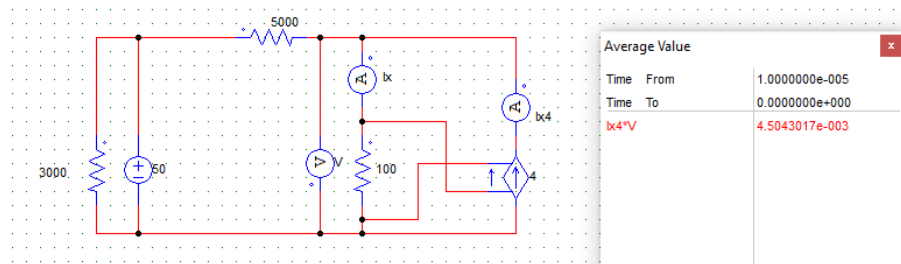 5000
A
Ix
A
Ix4
3000
50
V
V
100
4
Average Value
x
Time From 1.0000000e-005
Time To 0.0000000e+000
Ix4*V 4.5043017e-003